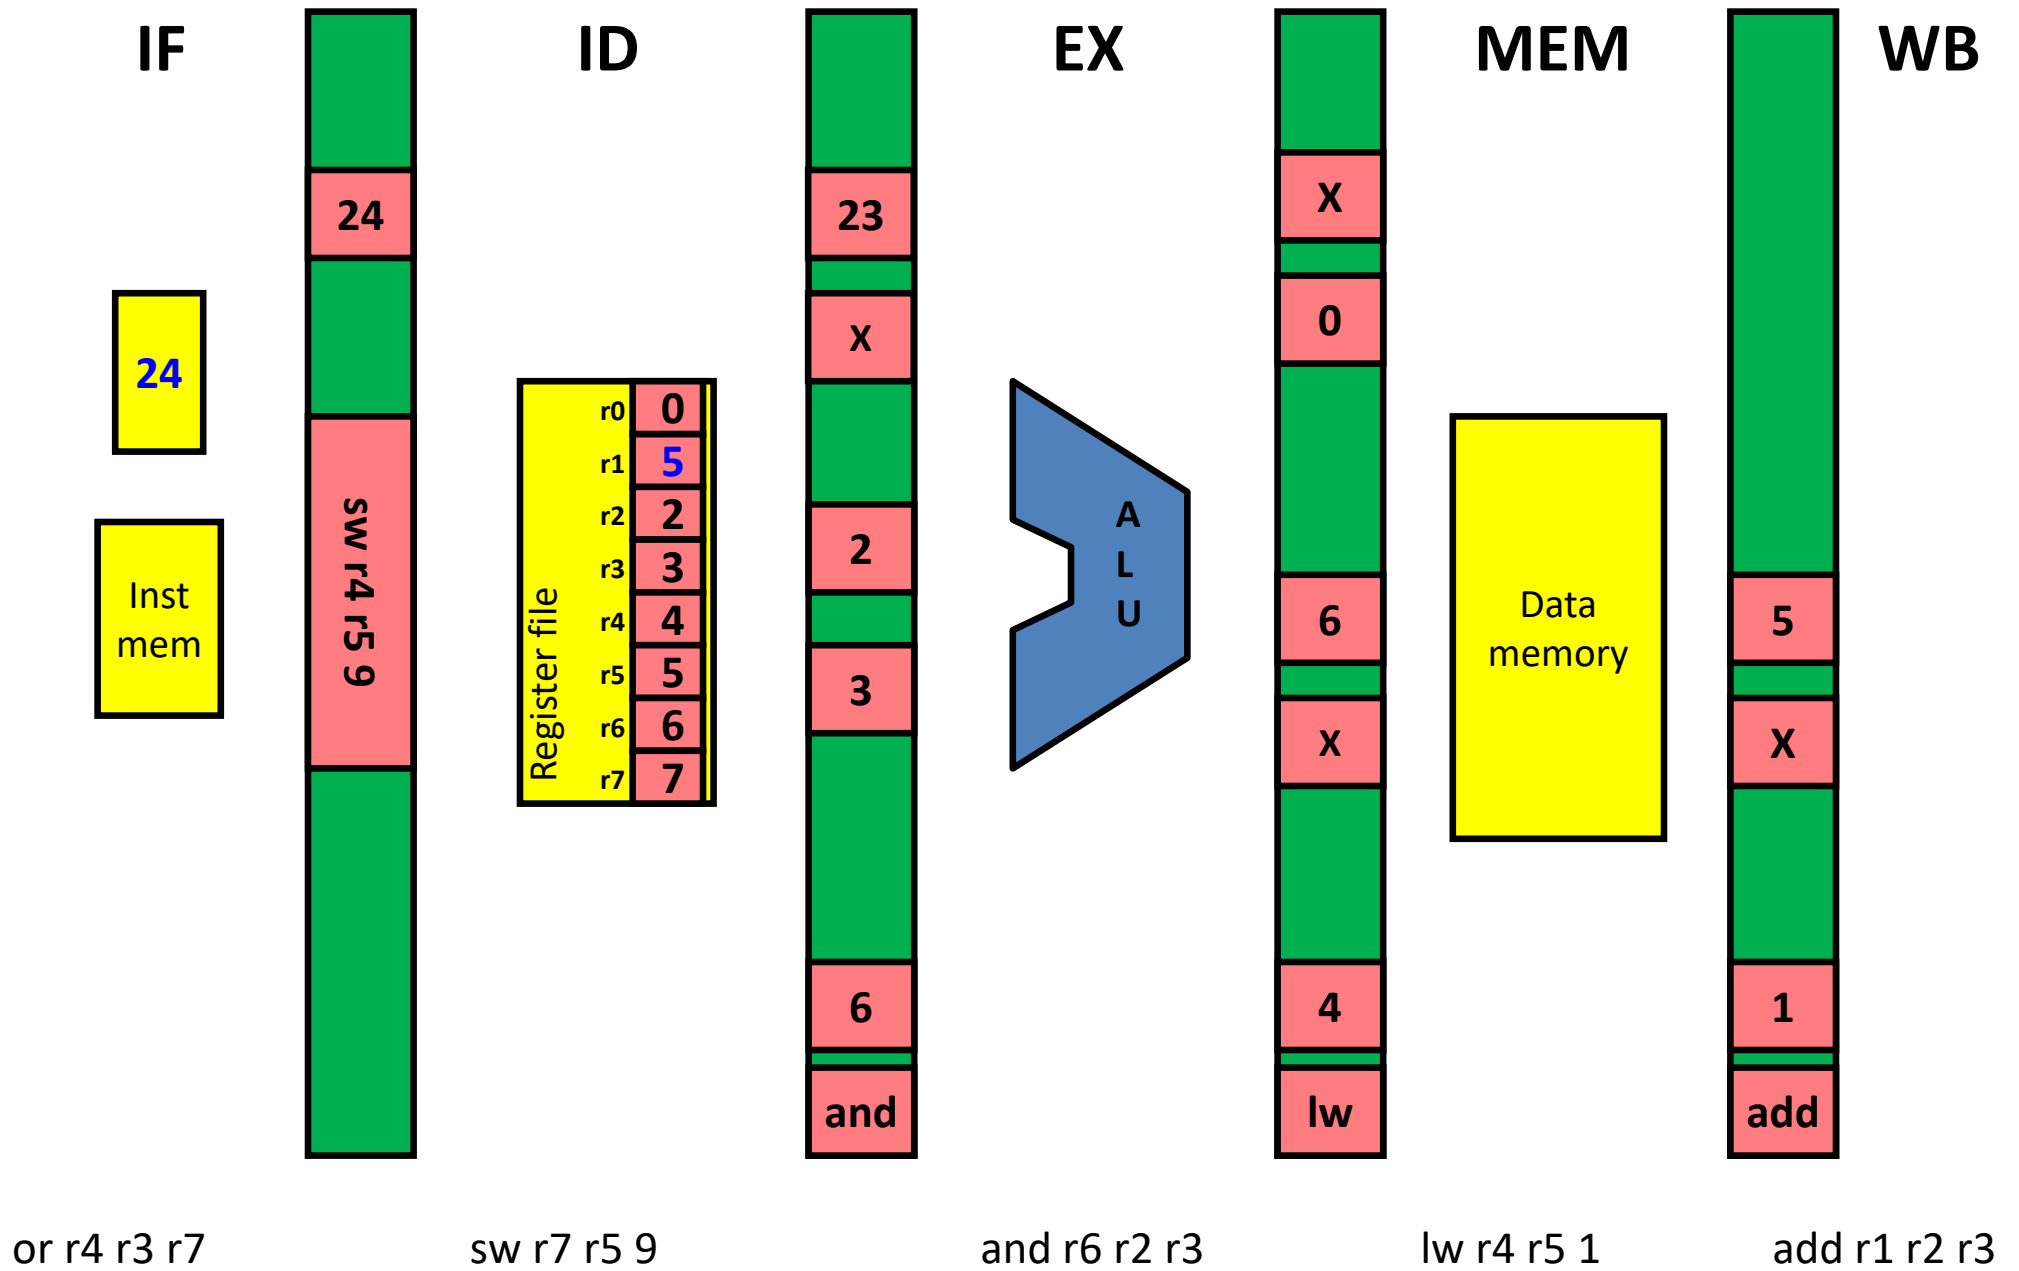 IF
ID
EX
MEM
WB
24
24
Inst
mem
sw r4 r5 9
Register file
r0 0
r1 5
r2 2
r3 3
r4 4
r5 5
r6 6
r7 7
23
X
2
3
6
and
A
L
U
X
0
6
x
4
lw
Data
memory
5
X
1
add
or r4 r3 r7
sw r7 r5 9
and r6 r2 r3
lw r4 r5 1
add r1 r2 r3